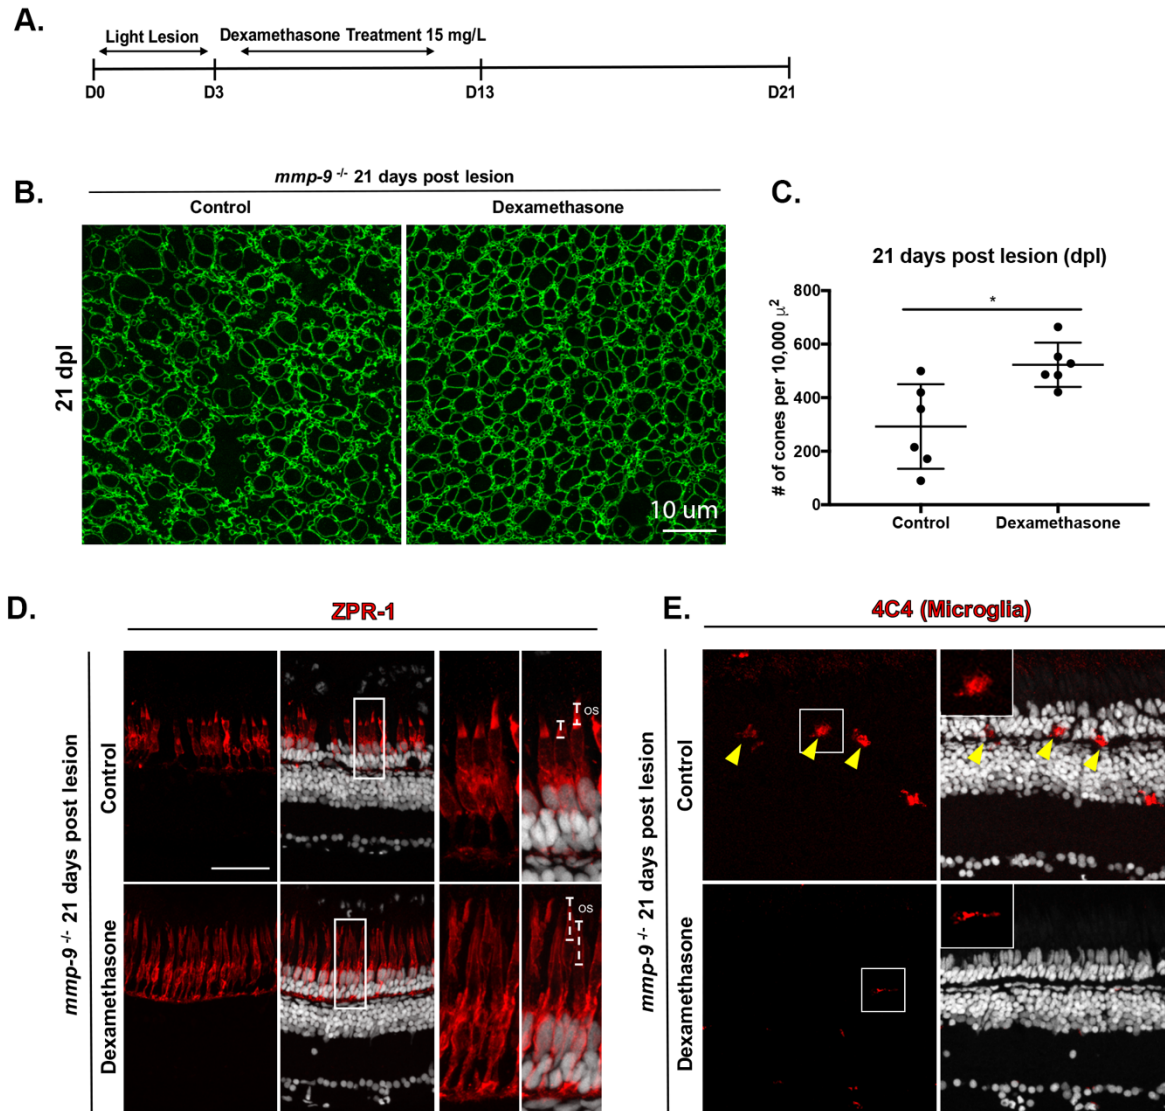 A.
Light Lesion
Dexamethasone Treatment 15 mg/L
D0
D3
D13
D21
B.
mmp-9 -/- 21 days post lesion
Control
Dexamethasone
21 dpl
10 um
C.
21 days post lesion (dpl)
*
# of cones per 10,000 μ²
800
600
400
200
0
Control
Dexamethasone
D.
ZPR-1
mmp-9 -/- 21 days post lesion
Control
OS
Dexamethasone
OS
E.
4C4 (Microglia)
mmp-9 -/- 21 days post lesion
Control
Dexamethasone